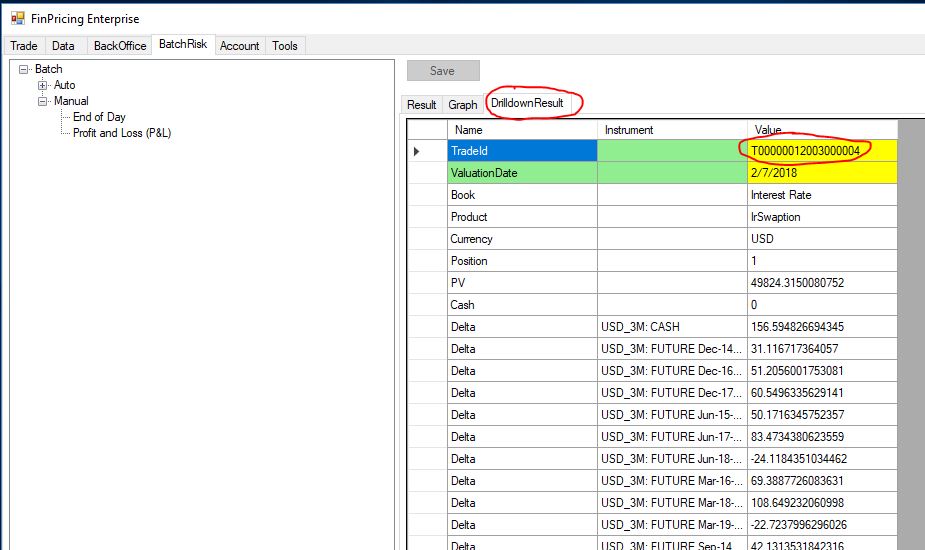 FinPricing Enterprise
Trade Data BackOffice BatchRisk Account Tools
Batch
Auto
Manual
End of Day
Profit and Loss (P&L)
Save
Result Graph DrilldownResult
Name Instrument Value
TradeId T00000012003000004
ValuationDate 2/7/2018
Book Interest Rate
Product IrSwaption
Currency USD
Position 1
PV 49824.3150080752
Cash 0
Delta USD_3M: CASH 156.594826694345
Delta USD_3M: FUTURE Dec-14... 31.116717364057
Delta USD_3M: FUTURE Dec-16... 51.2056001753081
Delta USD_3M: FUTURE Dec-17... 60.5496335629141
Delta USD_3M: FUTURE Jun-15-... 50.1716345752357
Delta USD_3M: FUTURE Jun-17-... 83.4734380623559
Delta USD_3M: FUTURE Jun-18-... -24.1184351034462
Delta USD_3M: FUTURE Mar-16-... 69.3887726083631
Delta USD_3M: FUTURE Mar-18-... 108.649232060998
Delta USD_3M: FUTURE Mar-19-... -22.7237996296026
Delta USD_3M: FUTURE Sep-14... 42.1313531842316